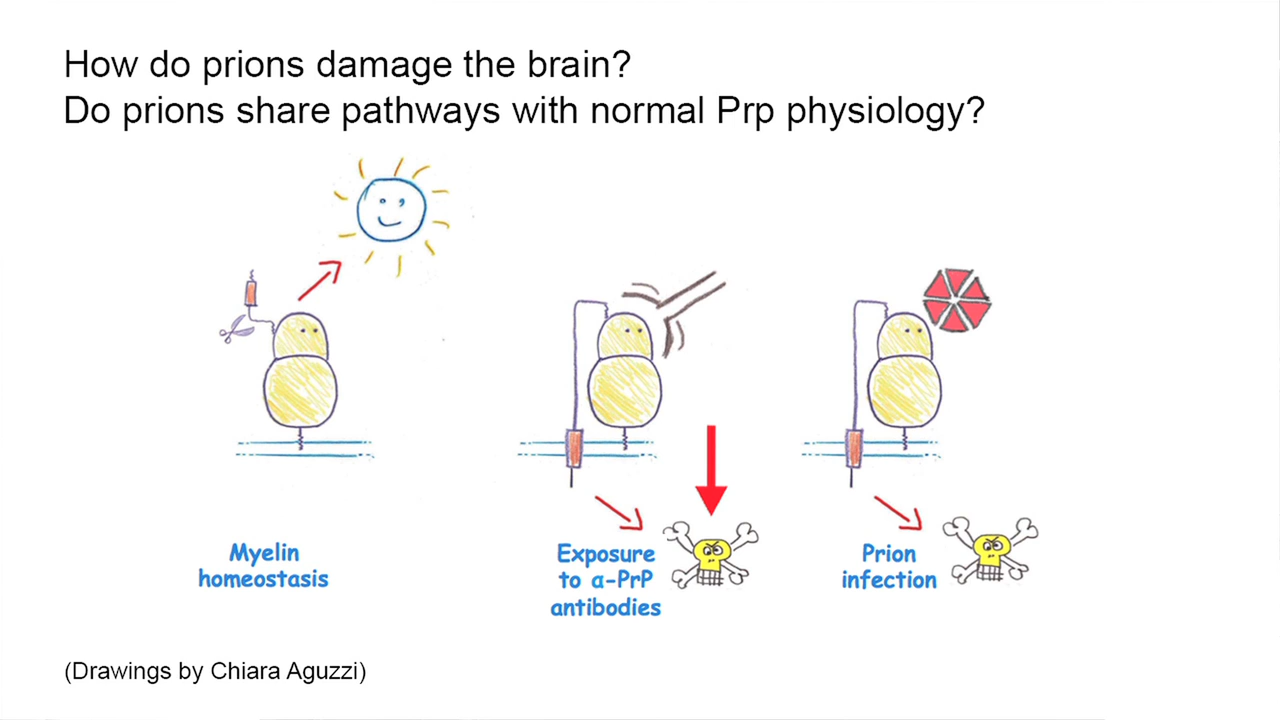 How do prions damage the brain?
Do prions share pathways with normal Prp physiology?
Myelin
homeostasis
Exposure
to α-PrP
antibodies
Prion
infection
(Drawings by Chiara Aguzzi)